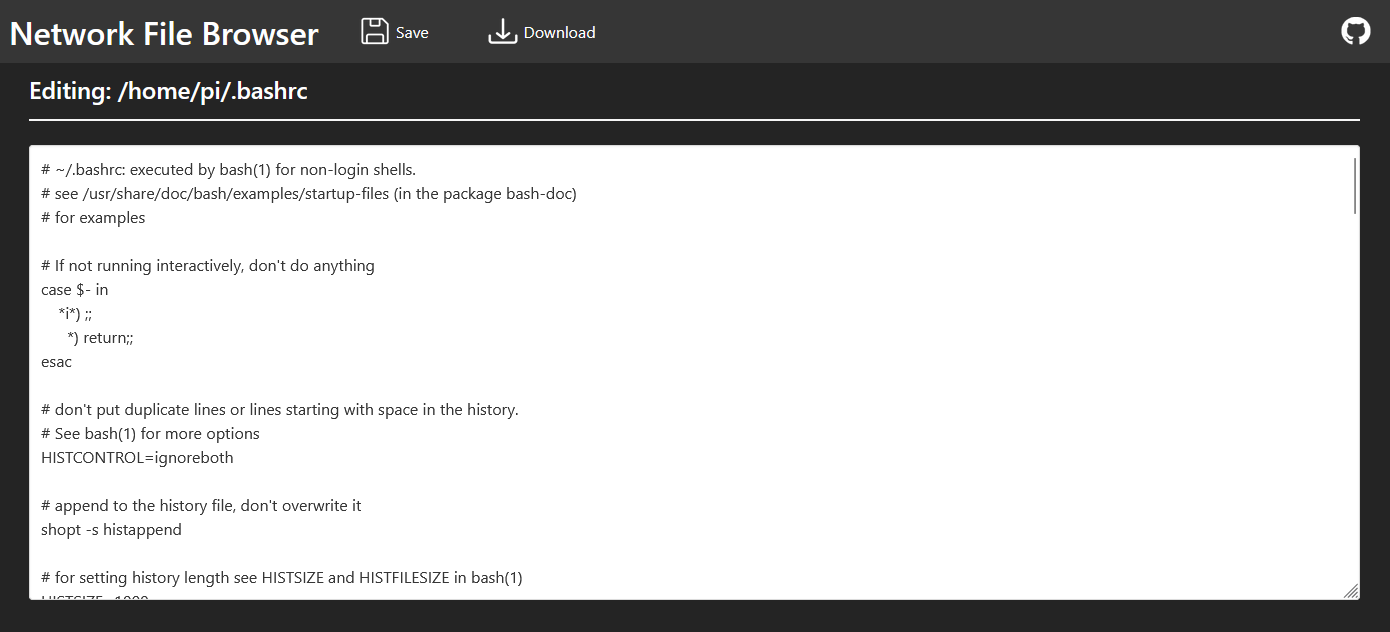 Network File Browser
Save
Download
Editing: /home/pi/.bashrc
# ~/.bashrc: executed by bash(1) for non-login shells.
# see /usr/share/doc/bash/examples/startup-files (in the package bash-doc)
# for examples

# If not running interactively, don't do anything
case $- in
    *i*) ;;
      *) return;;
esac

# don't put duplicate lines or lines starting with space in the history.
# See bash(1) for more options
HISTCONTROL=ignoreboth

# append to the history file, don't overwrite it
shopt -s histappend

# for setting history length see HISTSIZE and HISTFILESIZE in bash(1)
HISTSIZE=1000